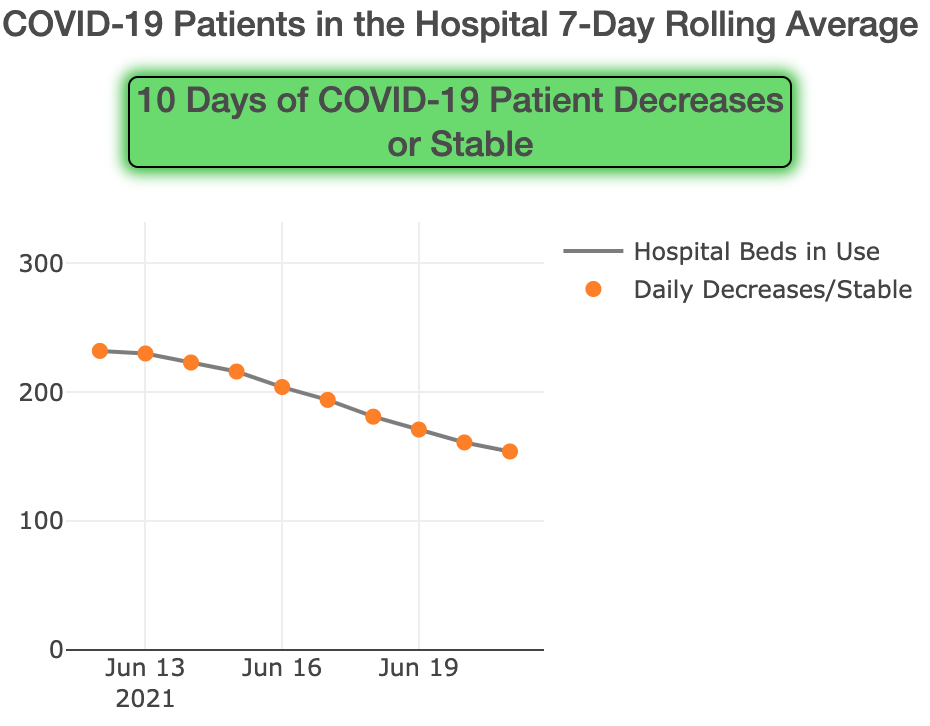 COVID-19 Patients in the Hospital 7-Day Rolling Average
10 Days of COVID-19 Patient Decreases
or Stable
Hospital Beds in Use
Daily Decreases/Stable
300
200
100
0
Jun 13
2021
Jun 16
Jun 19